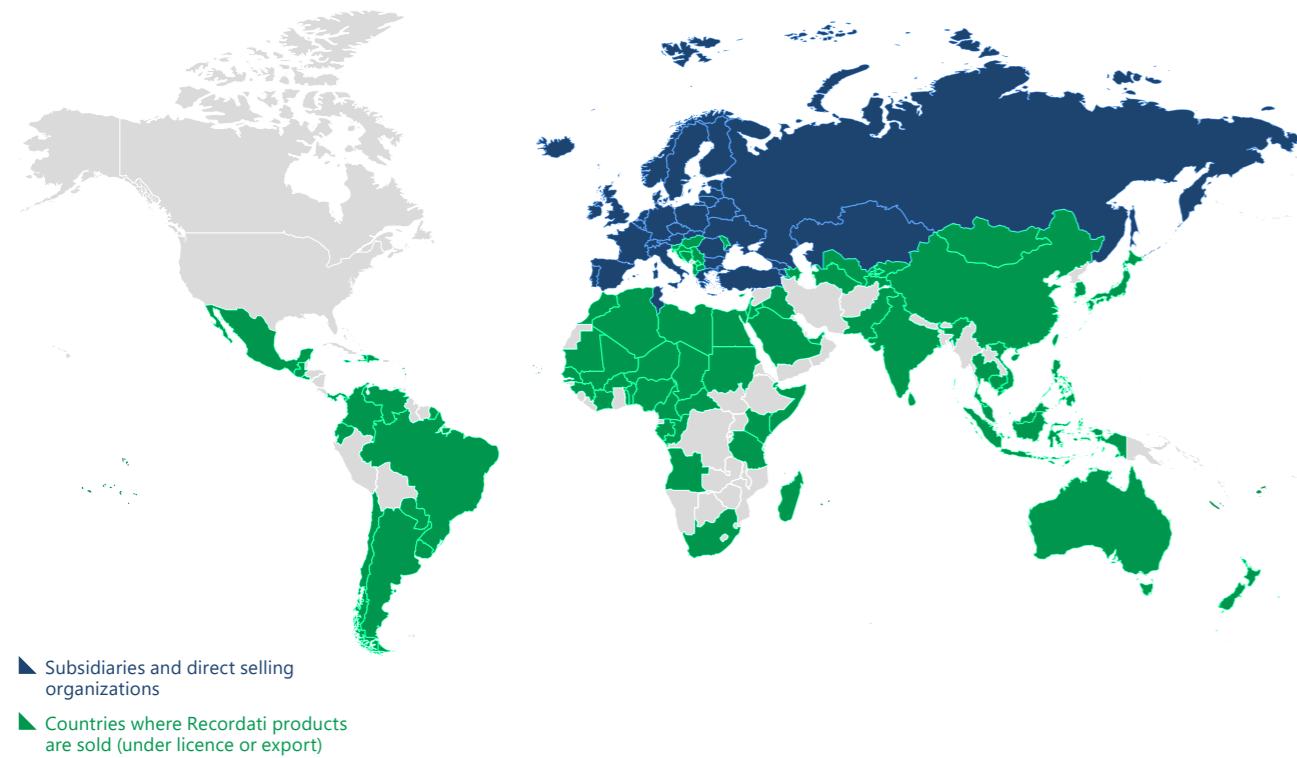 Subsidiaries and direct selling
organizations
Countries where Recordati products
are sold (under licence or export)